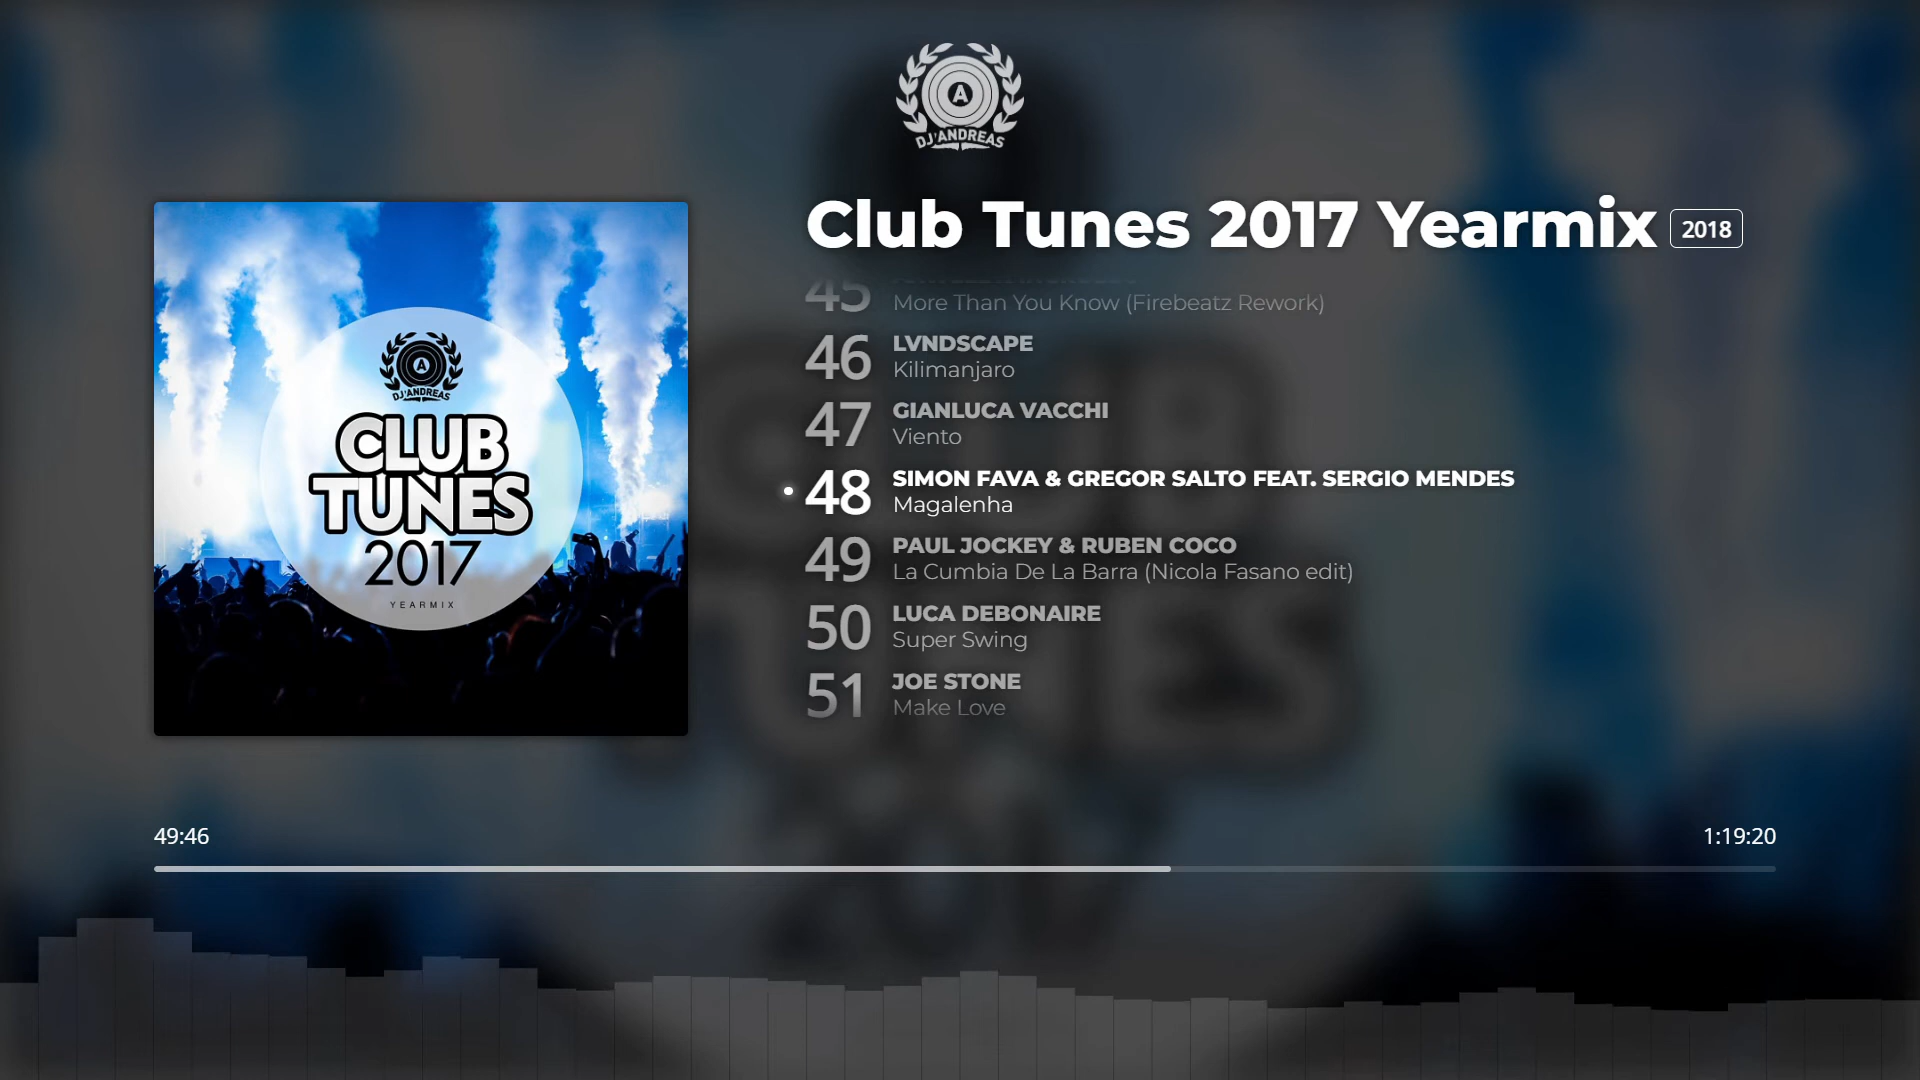 A
DJ'ANDREAS
Club Tunes 2017 Yearmix 2018
45
More Than You Know (Firebeatz Rework)
46 LVNDSCAPE
Kilimanjaro
47 GIANLUCA VACCHI
Viento
48 SIMON FAVA & GREGOR SALTO FEAT. SERGIO MENDES
Magalenha
49 PAUL JOCKEY & RUBEN COCO
La Cumbia De La Barra (Nicola Fasano edit)
50 LUCA DEBONAIRE
Super Swing
51 JOE STONE
Make Love
A
DJ'ANDREAS
CLUB
TUNES
2017
YEARMIX
49:46
1:19:20